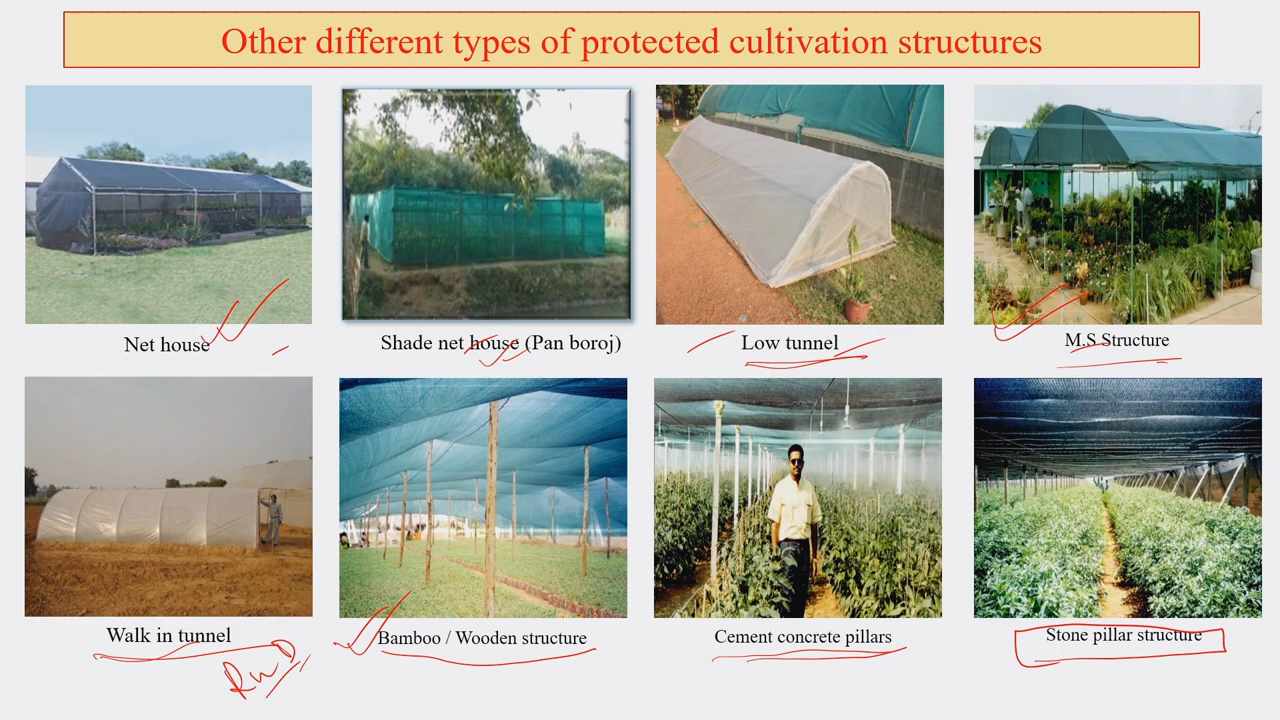 Other different types of protected cultivation structures
Net house
Shade net house (Pan boroj)
Low tunnel
M.S Structure
Walk in tunnel
Bamboo / Wooden structure
Cement concrete pillars
Stone pillar structure